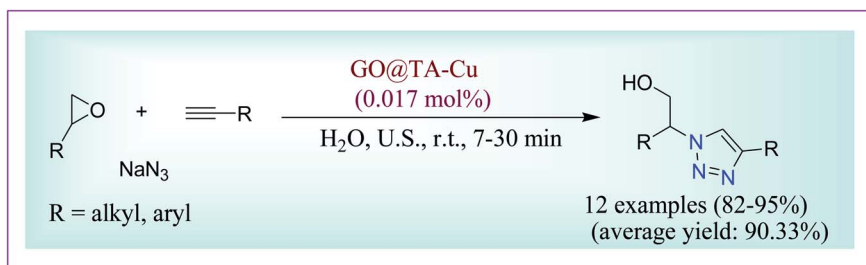 GO@TA-Cu
(0.017 mol%)
O
+
R
R
NaN3
H2O, U.S., r.t., 7-30 min
HO
R
N
R
N
N
R = alkyl, aryl
12 examples (82-95%)
(average yield: 90.33%)